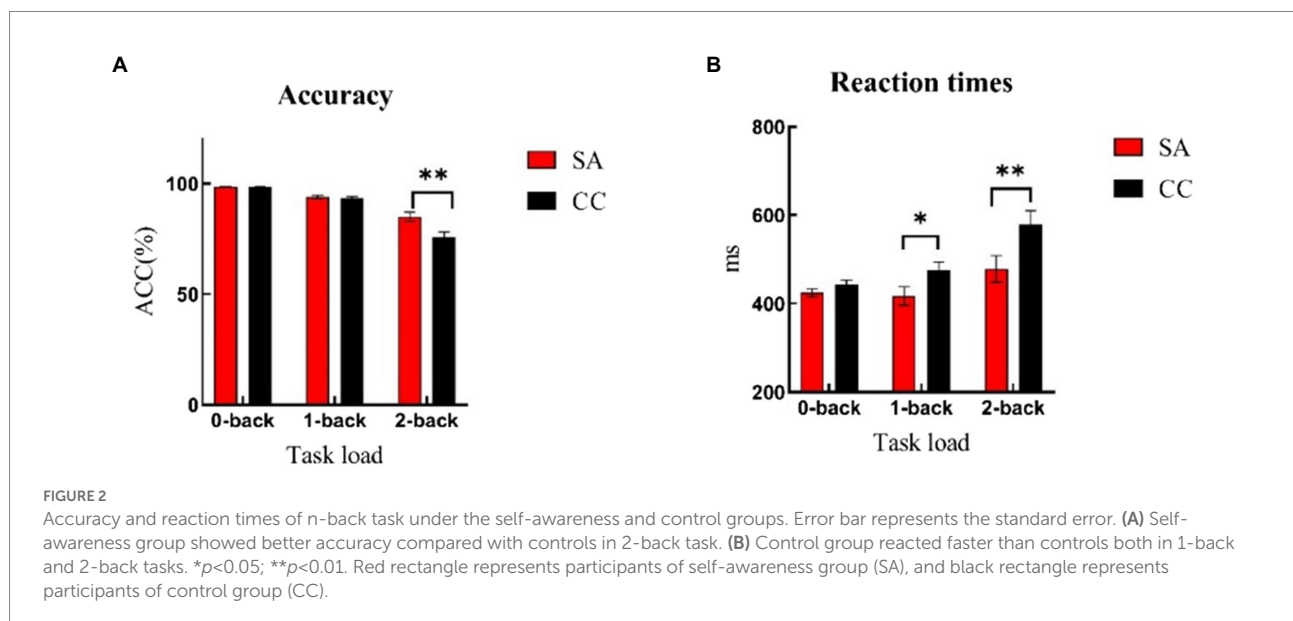 A
Accuracy
SA
CC
**
100
50
0
ACC(%)
0-back 1-back 2-back
Task load
B
Reaction times
SA
CC
*
**
800
600
400
200
ms
0-back 1-back 2-back
Task load
FIGURE 2
Accuracy and reaction times of n-back task under the self-awareness and control groups. Error bar represents the standard error. (A) Self-
awareness group showed better accuracy compared with controls in 2-back task. (B) Control group reacted faster than controls both in 1-back
and 2-back tasks. *p<0.05; **p<0.01. Red rectangle represents participants of self-awareness group (SA), and black rectangle represents
participants of control group (CC).